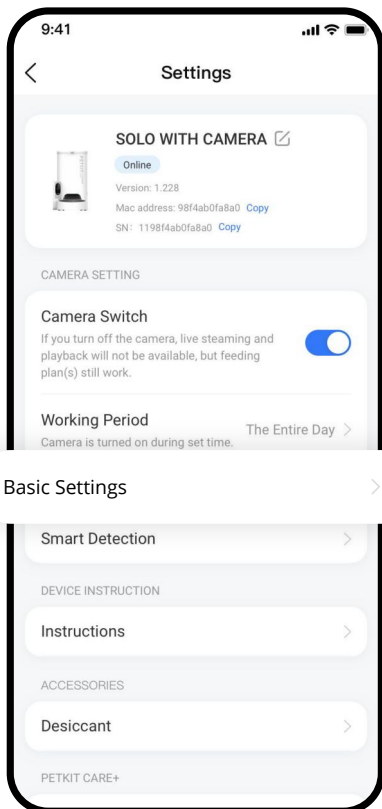 9:41
Settings
SOLO WITH CAMERA
Online
Version: 1.228
Mac address: 98f4ab0fa8a0 Copy
SN: 1198f4ab0fa8a0 Copy
CAMERA SETTING
Camera Switch
If you turn off the camera, live steaming and
playback will not be available, but feeding
plan(s) still work.
Working Period
The Entire Day
Camera is turned on during set time.
Basic Settings
Smart Detection
DEVICE INSTRUCTION
Instructions
ACCESSORIES
Desiccant
PETKIT CARE+